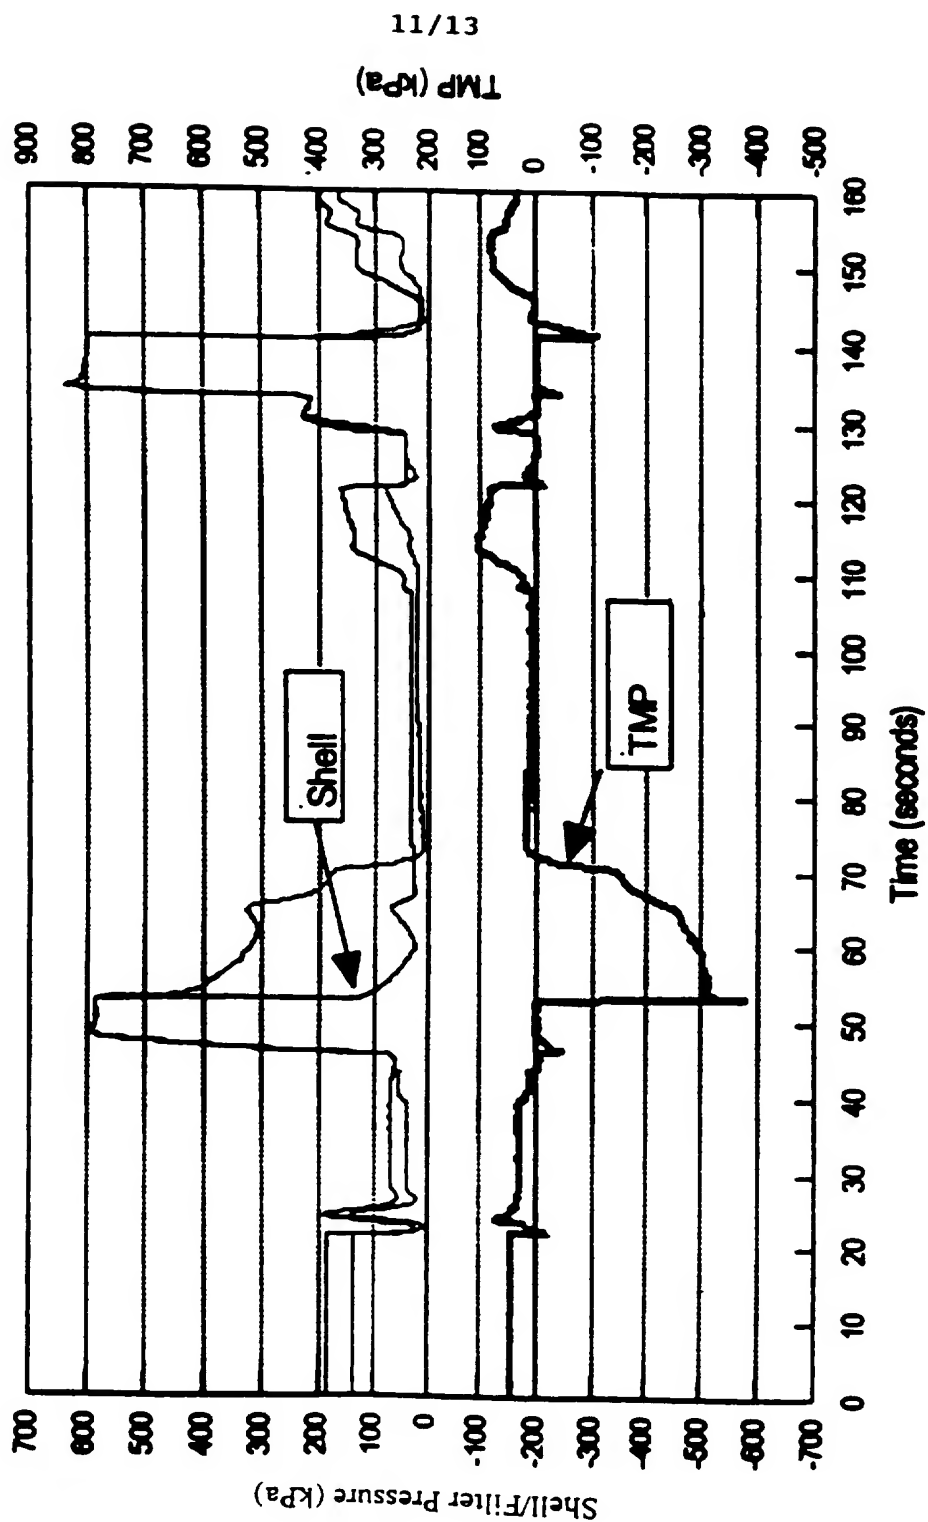 11/13
TMP (kPa)
900 800 700 600 500 400 300 200 100 0 -100 -200 -300 -400 -500
Shell
TMP
700 600 500 400 300 200 100 0 -100 -200 -300 -400 -500 -600 -700
Shell/Filter Pressure (kPa)
0 10 20 30 40 50 60 70 80 90 100 110 120 130 140 150 160
Time (seconds)